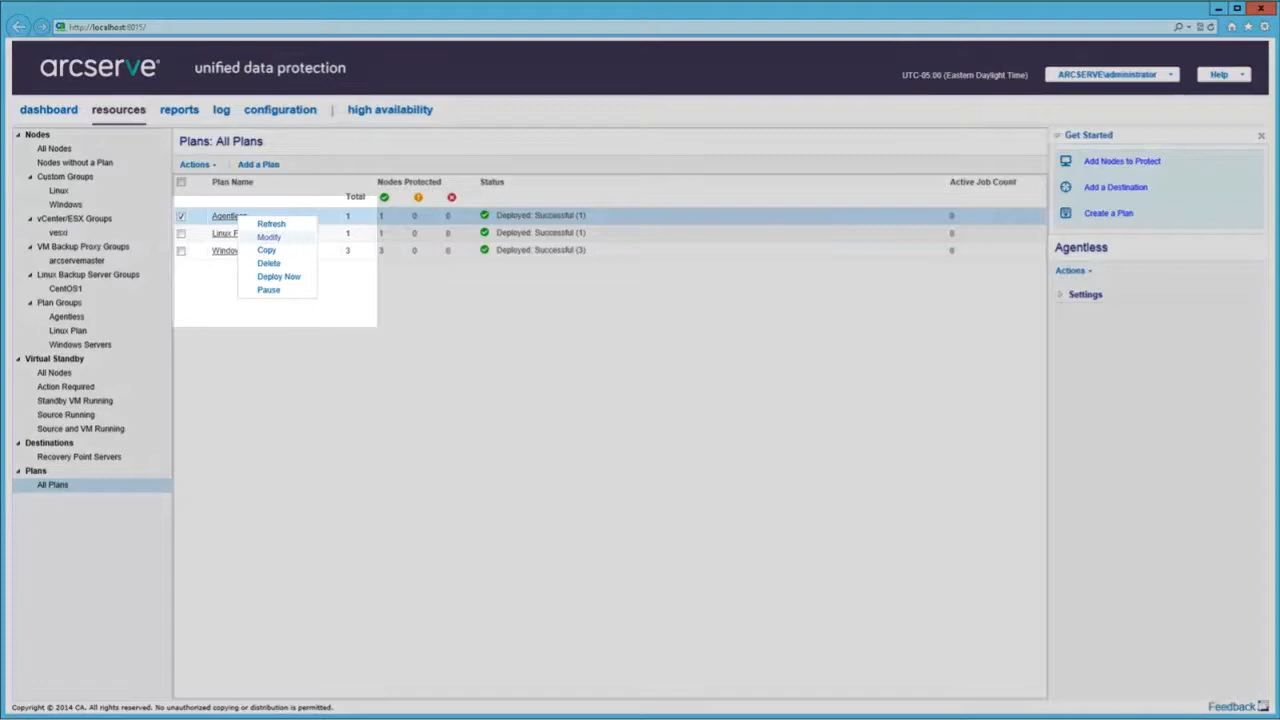 http://localhost:8015/
arcserve® unified data protection
UTC-05:00 (Eastern Daylight Time) ARCSERVE\administrator Help
dashboard resources reports log configuration | high availability
Nodes
All Nodes
Nodes without a Plan
Custom Groups
Linux
Windows
vCenter/ESX Groups
vesxi
VM Backup Proxy Groups
arcservemaster
Linux Backup Server Groups
CentOS1
Plan Groups
Agentless
Linux Plan
Windows Servers
Virtual Standby
All Nodes
Action Required
Standby VM Running
Source Running
Source and VM Running
Destinations
Recovery Point Servers
Plans
All Plans
Plans: All Plans
Actions Add a Plan
Plan Name Nodes Protected Status Active Job Count
Total
Agentless 1 1 0 0 Deployed: Successful (1) 0
Linux P 1 1 0 0 Deployed: Successful (1) 0
Window 3 3 0 0 Deployed: Successful (3) 0
Refresh
Modify
Copy
Delete
Deploy Now
Pause
Get Started
Add Nodes to Protect
Add a Destination
Create a Plan
Agentless
Actions
Settings
Copyright © 2014 CA. All rights reserved. No unauthorized copying or distribution is permitted.
Feedback